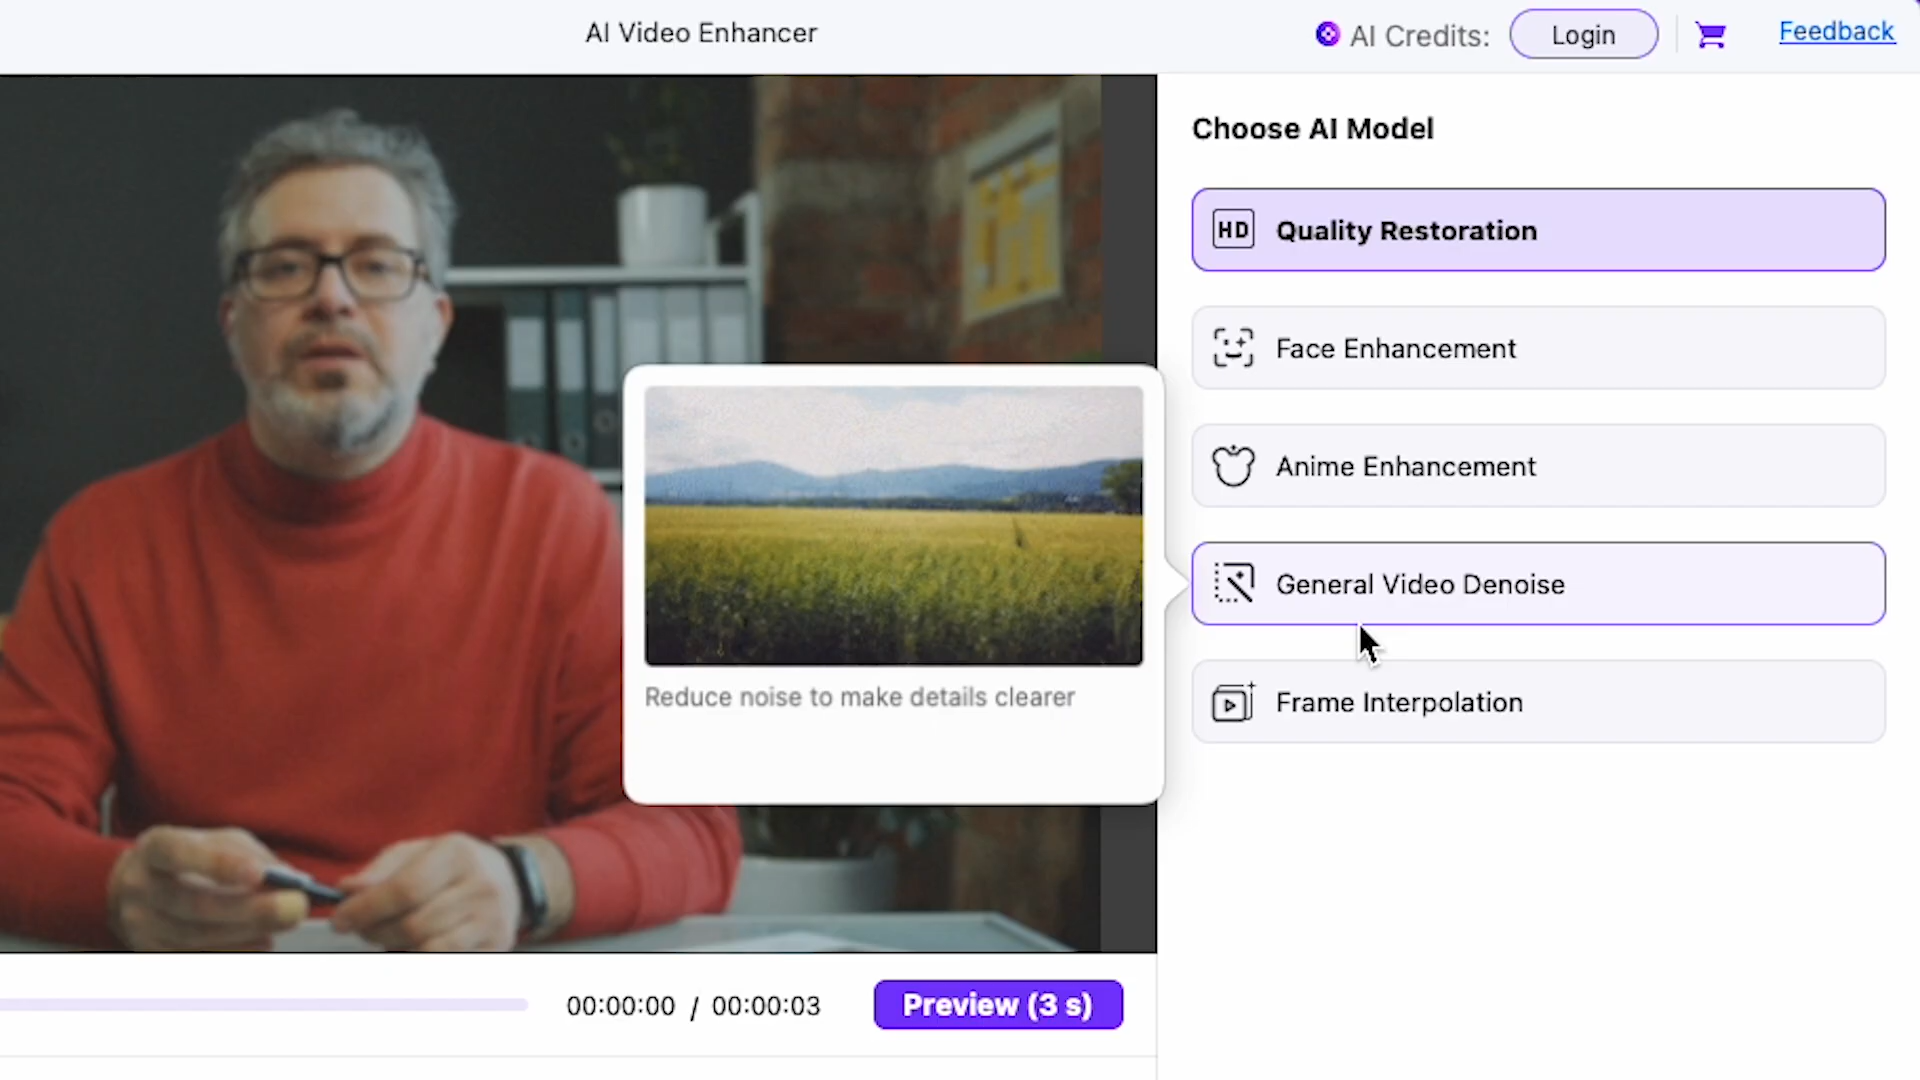 AI Video Enhancer
AI Credits:
Login
Feedback
Choose AI Model
HD
Quality Restoration
Face Enhancement
Anime Enhancement
General Video Denoise
Frame Interpolation
Reduce noise to make details clearer
00:00:00 / 00:00:03
Preview (3 s)